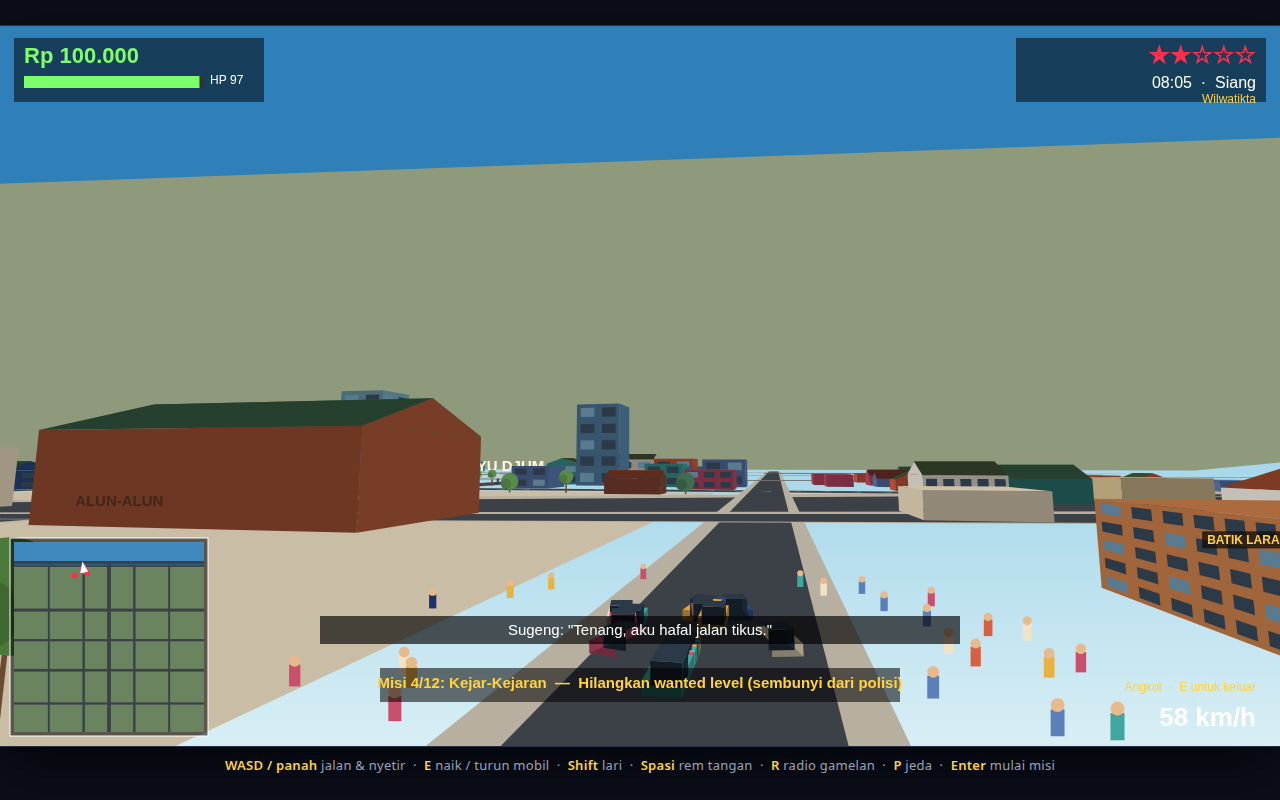 Rp 100.000
HP 97
★★☆☆☆
08:05 · Siang
Wilwatikta
YU DJUM
ALUN-ALUN
BATIK LARA
Sugeng: "Tenang, aku hafal jalan tikus."
Misi 4/12: Kejar-Kejaran — Hilangkan wanted level (sembunyi dari polisi)
Angkot · E untuk keluar
58 km/h
WASD / panah jalan & nyetir · E naik / turun mobil · Shift lari · Spasi rem tangan · R radio gamelan · P jeda · Enter mulai misi